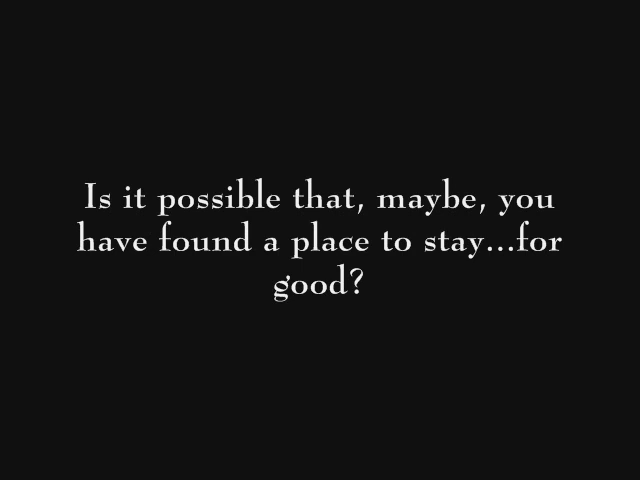 Is it possible that, maybe, you
have found a place to stay...for
good?